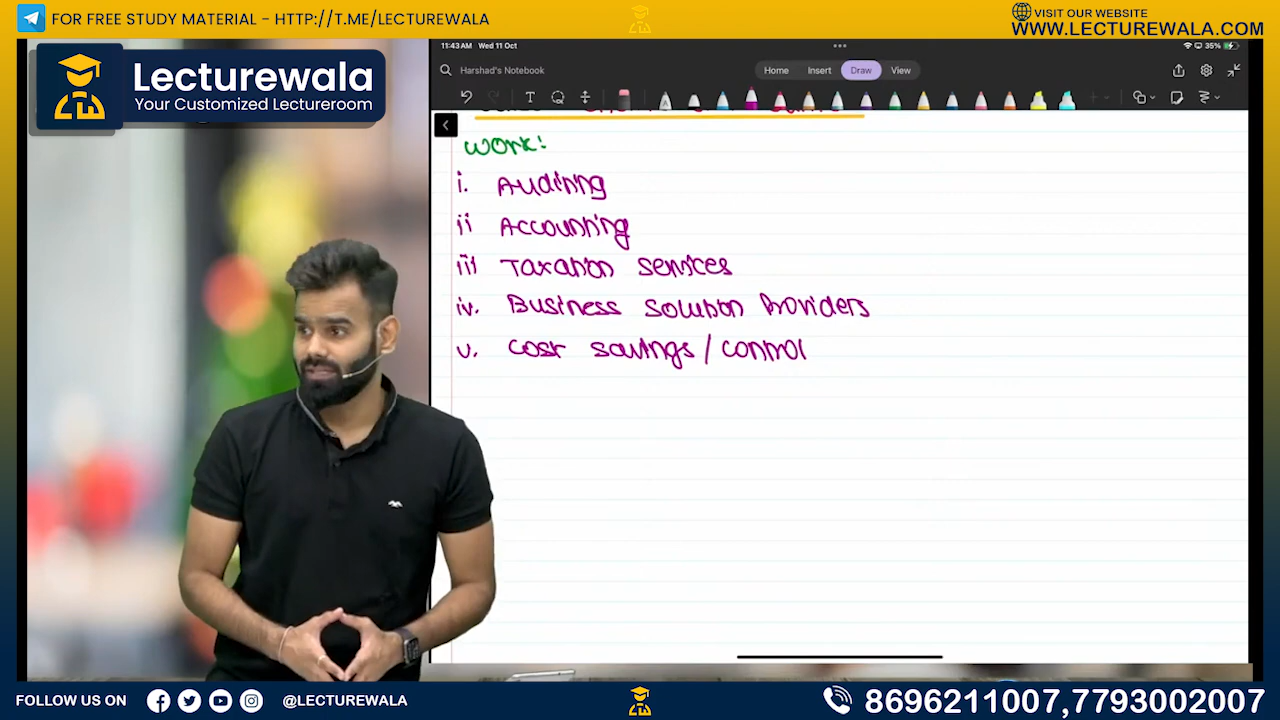 FOR FREE STUDY MATERIAL - HTTP://T.ME/LECTUREWALA
VISIT OUR WEBSITE
WWW.LECTUREWALA.COM
Lecturewala
Your Customized Lectureroom
11:43 AM Wed 11 Oct
35%
Harshad's Notebook
Home Insert Draw View
Work:
i. Auditing
ii Accounting
iii Taxation Services
iv. Business Solution Providers
v. Cost Savings / Control
FOLLOW US ON
@LECTUREWALA
8696211007,7793002007